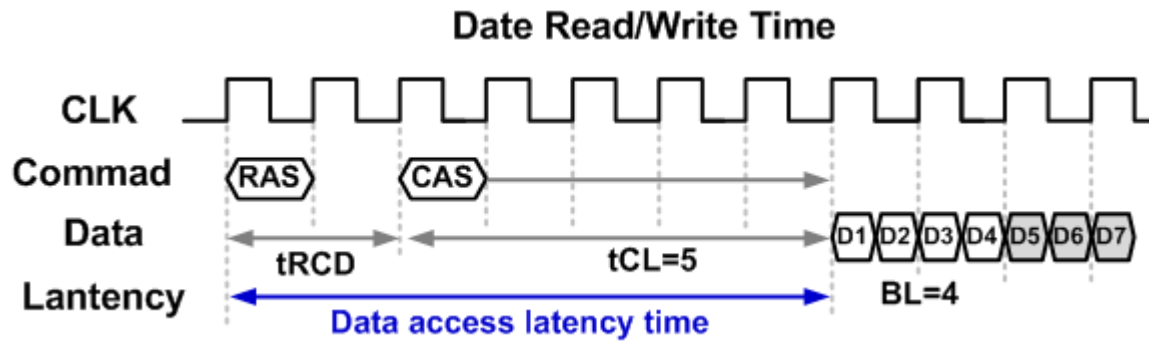 Date Read/Write Time
CLK
Commad RAS CAS
Data D1 D2 D3 D4 D5 D6 D7
tRCD tCL=5
Lantency BL=4
Data access latency time